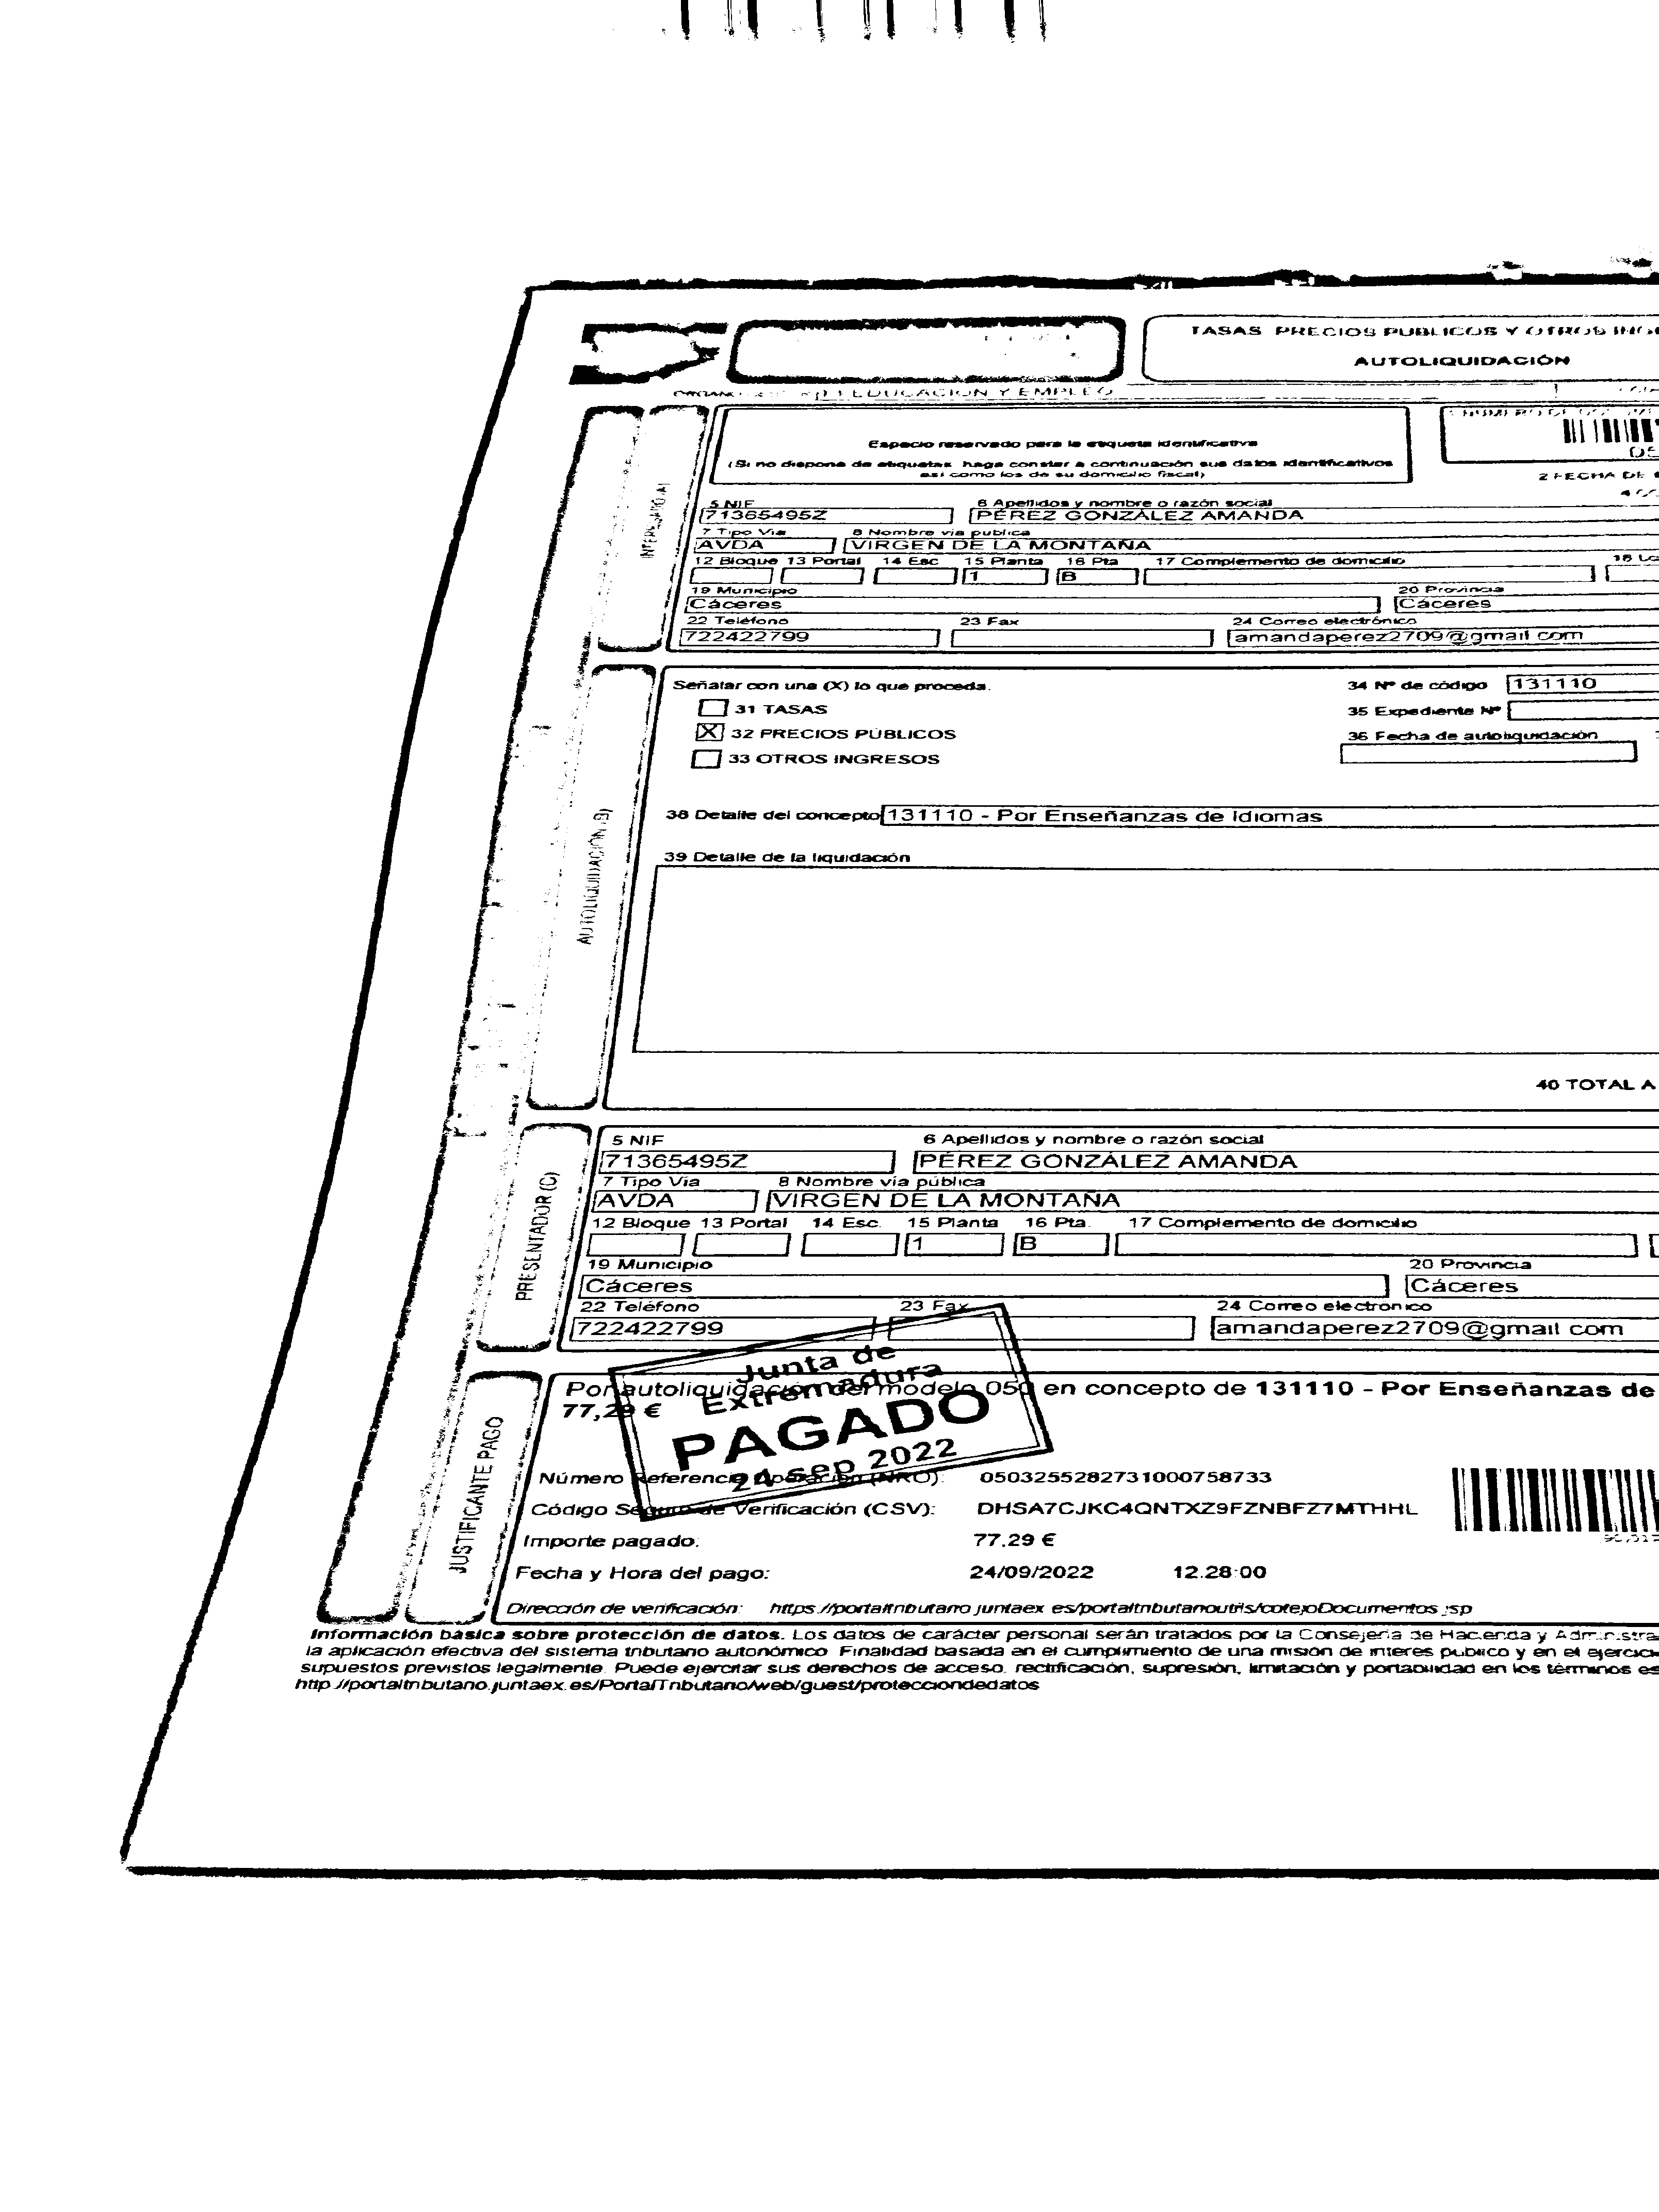 TASAS PRECIOS PUBLICOS Y OTROS
AUTOLIQUIDACIÓN
EDUCACION Y EMPLEO
Espacio reservado para la etiqueta identificativa
(Si no dispone de etiquetas, haga constar a continuación sus datos identificativos
así como los de su domicilio fiscal)
2 FECHA DE
INTERESADO (A)
5 NIF 6 Apellidos y nombre o razón social
71365495Z PÉREZ GONZÁLEZ AMANDA
7 Tipo Vía 8 Nombre vía publica
AVDA VIRGEN DE LA MONTAÑA
12 Bloque 13 Portal 14 Esc 15 Planta 16 Pta 17 Complemento de domicilio
1 B
19 Municipio 20 Provincia
Cáceres Cáceres
22 Teléfono 23 Fax 24 Correo electrónico
722422799 amandaperez2709@gmail com
AUTOLIQUIDACIÓN (B)
Señalar con una (X) lo que proceda. 34 Nº de código 131110
31 TASAS 35 Expediente Nº
X 32 PRECIOS PÚBLICOS 36 Fecha de autoliquidación
33 OTROS INGRESOS
38 Detalle del concepto 131110 - Por Enseñanzas de Idiomas
39 Detalle de la liquidación
40 TOTAL A
PRESENTADOR (C)
5 NIF 6 Apellidos y nombre o razón social
71365495Z PÉREZ GONZÁLEZ AMANDA
7 Tipo Vía 8 Nombre vía pública
AVDA VIRGEN DE LA MONTAÑA
12 Bloque 13 Portal 14 Esc. 15 Planta 16 Pta. 17 Complemento de domicilio
1 B
19 Municipio 20 Provincia
Cáceres Cáceres
22 Teléfono 23 Fax 24 Correo electrónico
722422799 amandaperez2709@gmail com
JUSTIFICANTE PAGO
Por autoliquidación del modelo 050 en concepto de 131110 - Por Enseñanzas de
77,29 €
Junta de
Extremadura
PAGADO
24 sep 2022
Número Referencia Operación (NRO): 0503255282731000758733
Código Seguro de Verificación (CSV): DHSA7CJKC4QNTXZ9FZNBFZ7MTHHL
Importe pagado: 77,29 €
Fecha y Hora del pago: 24/09/2022 12:28:00
Dirección de verificación: https://portaltributario.juntaex.es/portaltributarioutils/cotejoDocumentos.jsp
Información básica sobre protección de datos. Los datos de carácter personal serán tratados por la Consejería de Hacienda y
la aplicación efectiva del sistema tributario autonómico Finalidad basada en el cumplimiento de una misión de interés público y en el
supuestos previstos legalmente. Puede ejercitar sus derechos de acceso, rectificación, supresión, limitación y portabilidad en los términos
http://portaltributario.juntaex.es/PortalTributario/web/guest/protecciondedatos